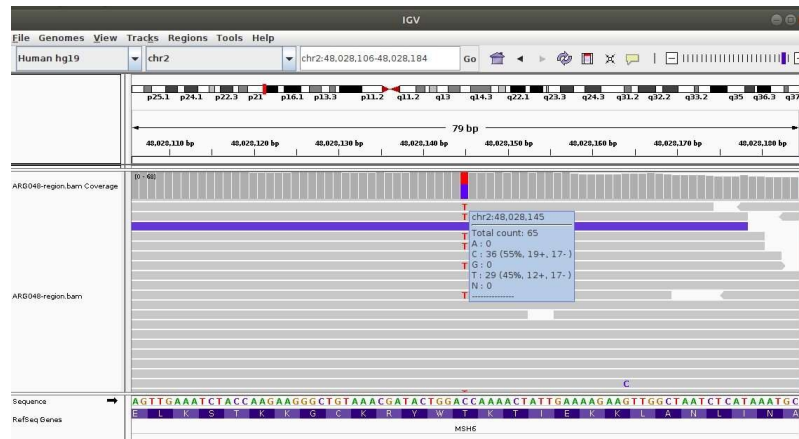 IGV
File Genomes View Tracks Regions Tools Help
Human hg19 chr2 chr2:48,028,106-48,028,184 Go
p25.1 p24.1 p22.3 p21 p16.1 p13.3 p11.2 q11.2 q13 q14.3 q22.1 q23.3 q24.3 q31.2 q32.2 q33.2 q35 q36.3 q37
79 bp
48,028,110 bp 48,028,120 bp 48,028,130 bp 48,028,140 bp 48,028,150 bp 48,028,160 bp 48,028,170 bp 48,028,180 bp
[0 - 68]
ARG048-region.bam Coverage
T
T chr2:48,028,145
Total count: 65
T A : 0
T C : 36 (55%, 19+, 17- )
T G : 0
T : 29 (45%, 12+, 17- )
T N : 0
---------------
ARG048-region.bam
C
Sequence AGTTGAAATCTACCAAGAAGGGCTGTAAACGATACTGGACCAAAACTATTGAAAAGAAGTTGGCTAATCTCATAAATGC
RefSeq Genes E L K S T K K G C K R Y W T K T I E K K L A N L I N A
MSH6